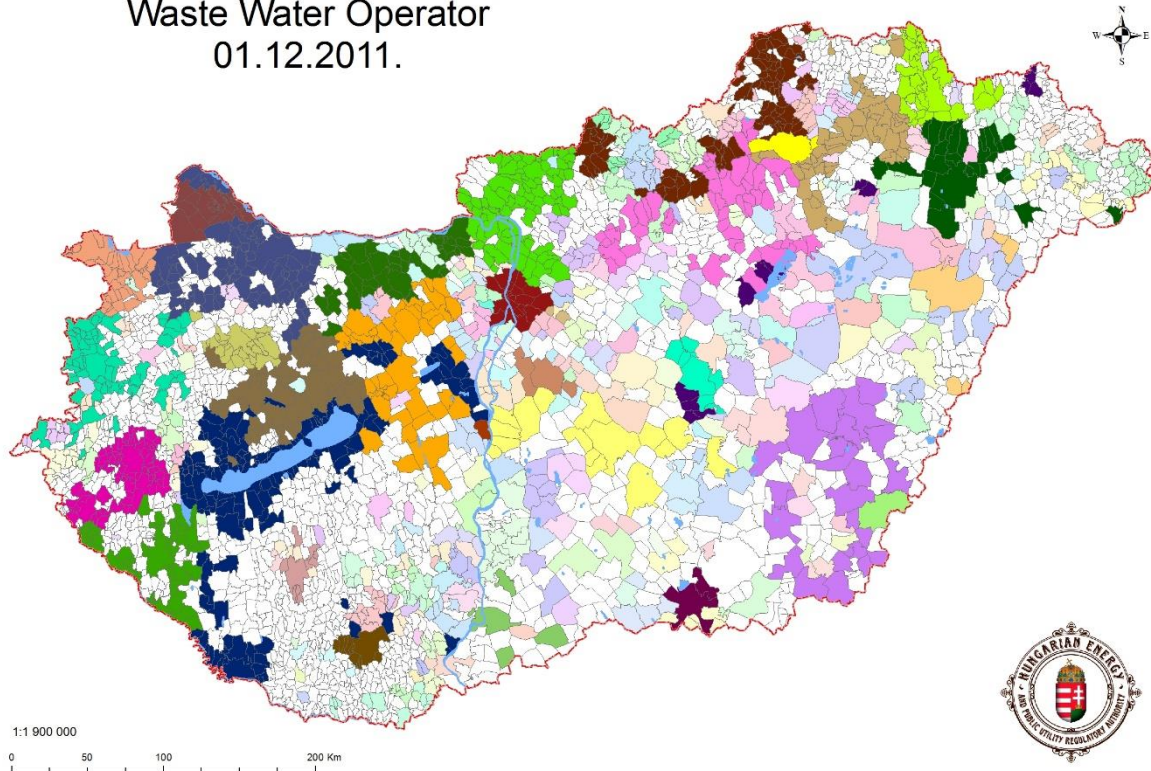 Waste Water Operator
01.12.2011.
N
W E
S
HUNGARIAN ENERGY
AND PUBLIC UTILITY REGULATORY AUTHORITY
1:1 900 000
0 50 100 200 Km